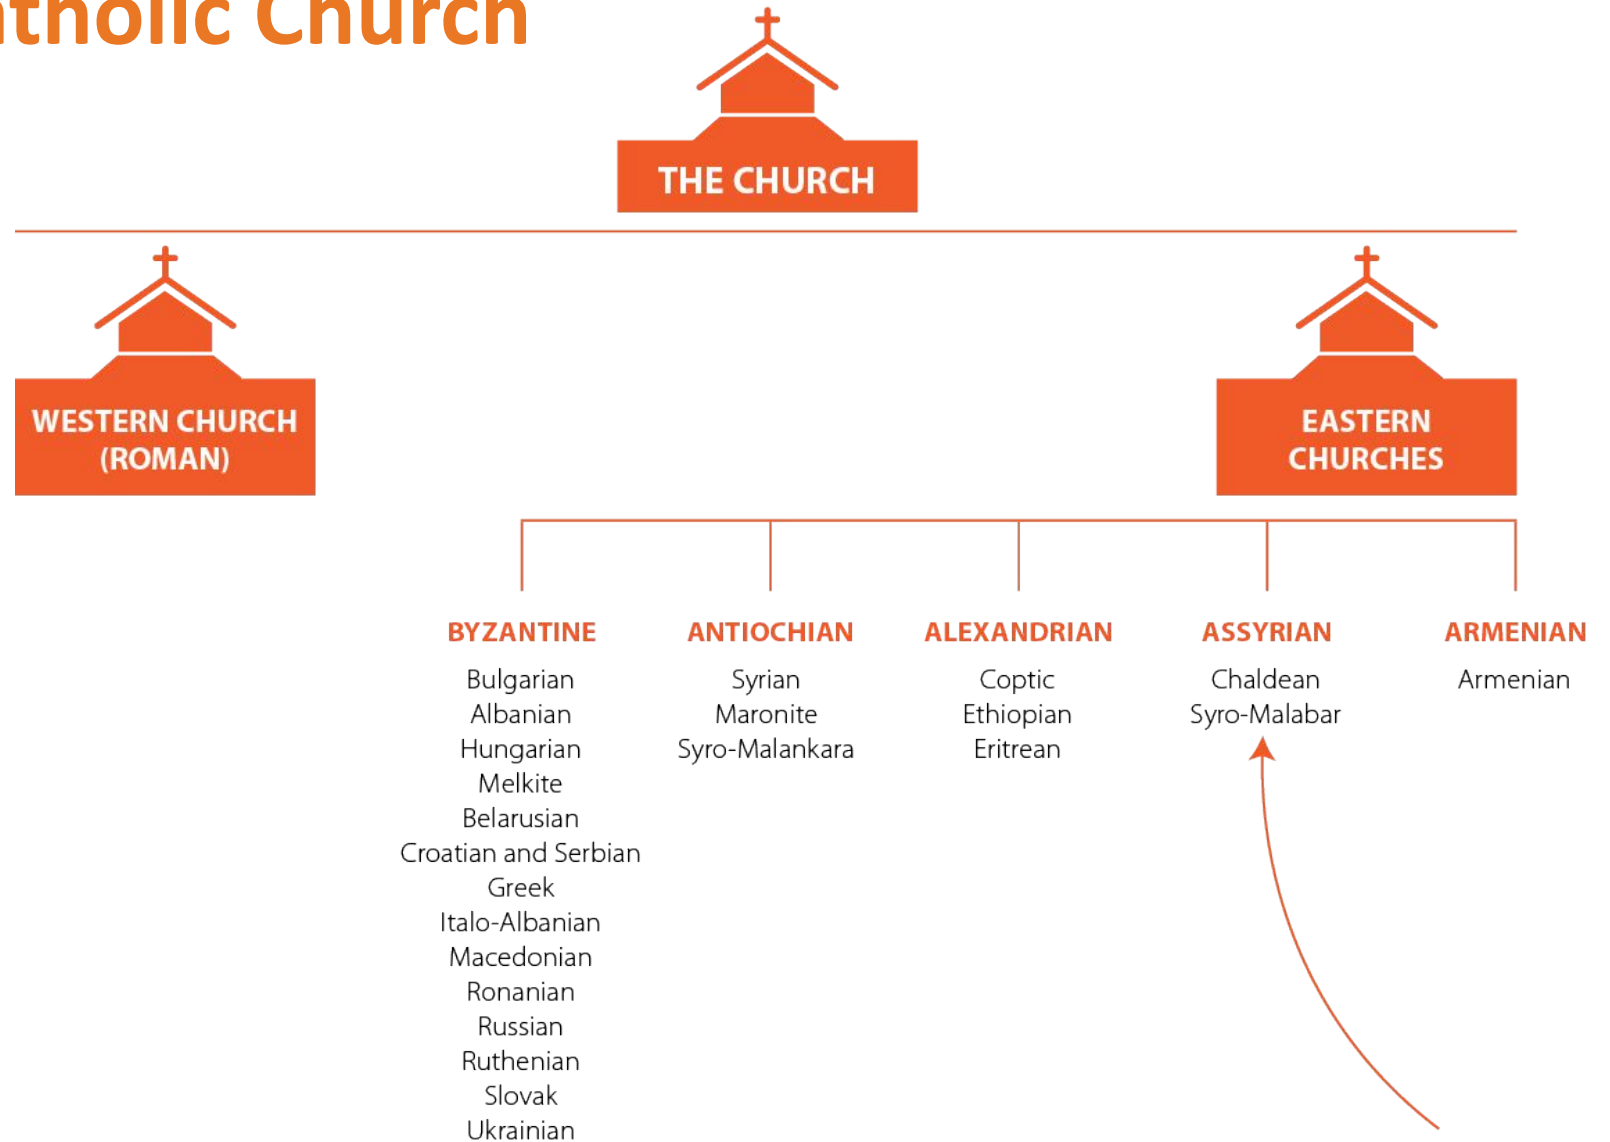 atholic Church
THE CHURCH
WESTERN CHURCH
(ROMAN)
EASTERN
CHURCHES
BYZANTINE
Bulgarian
Albanian
Hungarian
Melkite
Belarusian
Croatian and Serbian
Greek
Italo-Albanian
Macedonian
Ronanian
Russian
Ruthenian
Slovak
Ukrainian
ANTIOCHIAN
Syrian
Maronite
Syro-Malankara
ALEXANDRIAN
Coptic
Ethiopian
Eritrean
ASSYRIAN
Chaldean
Syro-Malabar
ARMENIAN
Armenian